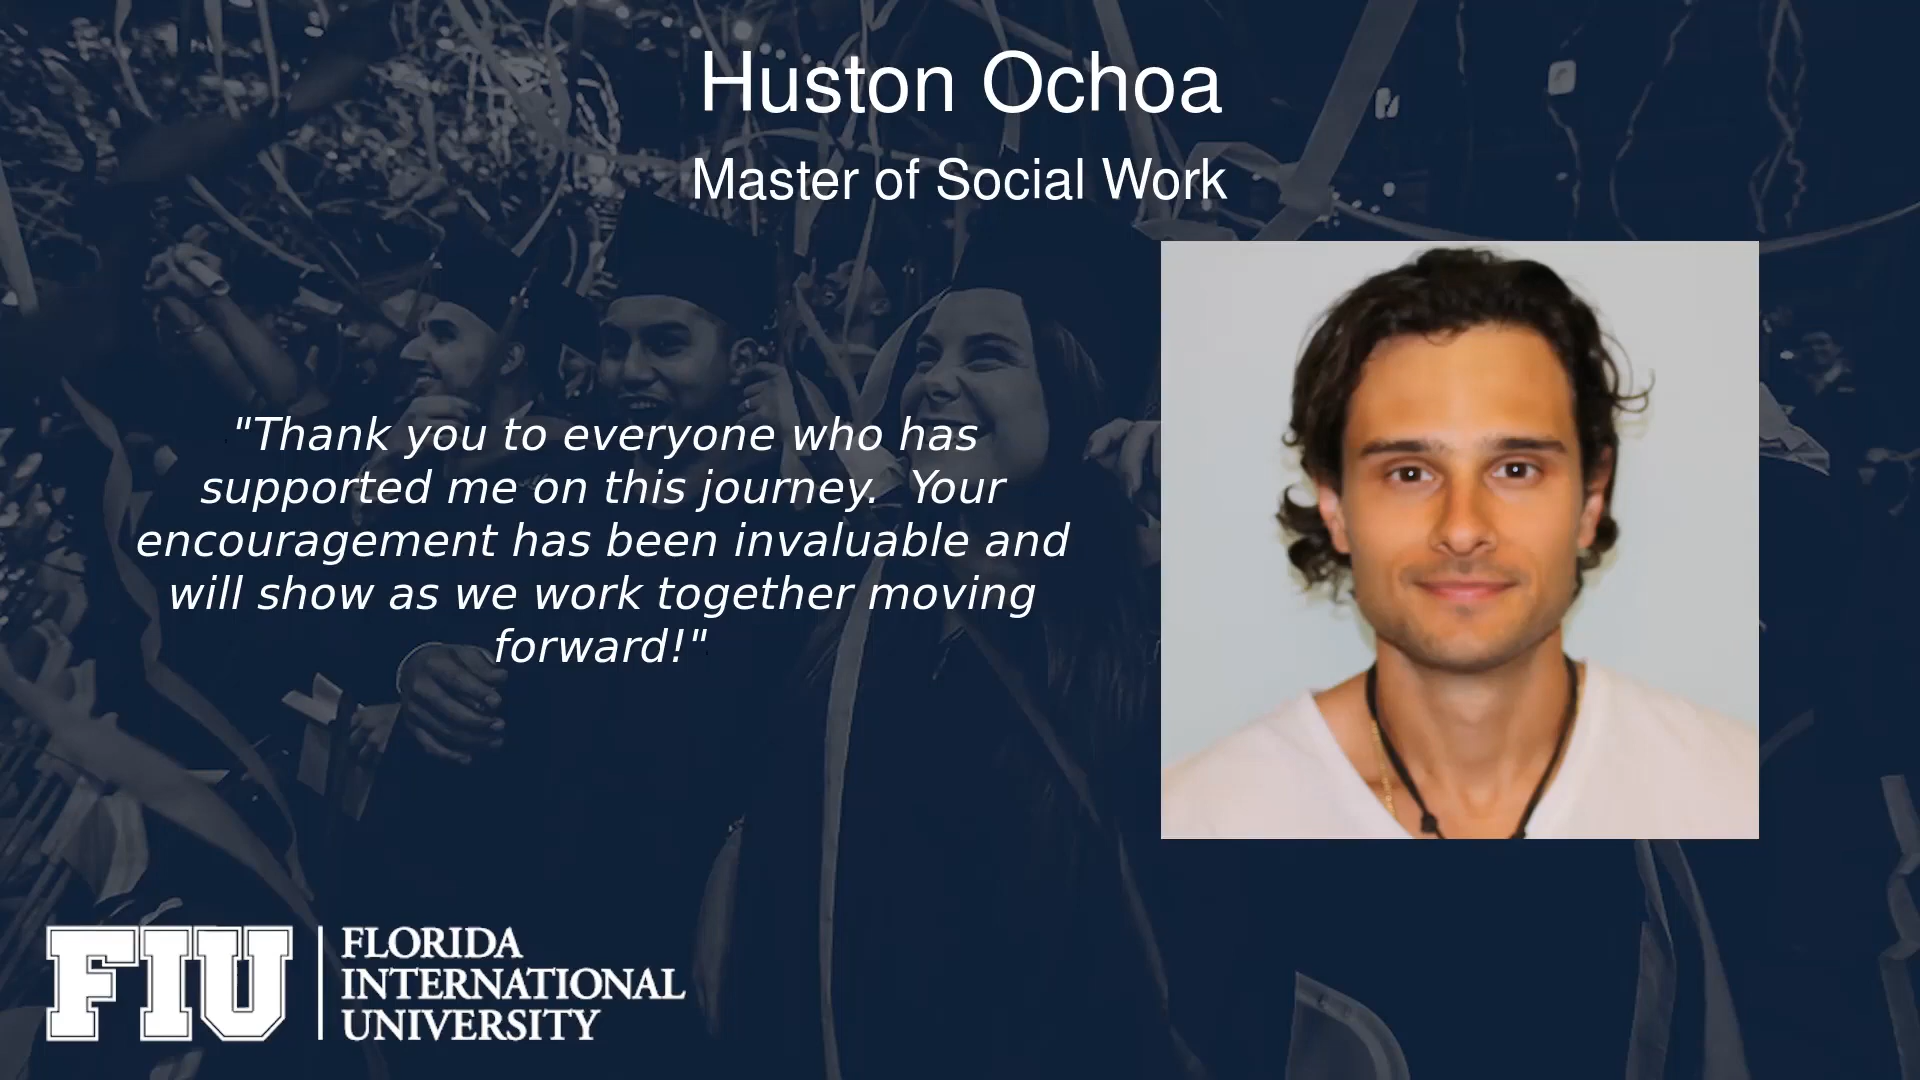 Huston Ochoa
Master of Social Work
"Thank you to everyone who has
supported me on this journey.  Your
encouragement has been invaluable and
will show as we work together moving
forward!"
FIU
FLORIDA
INTERNATIONAL
UNIVERSITY